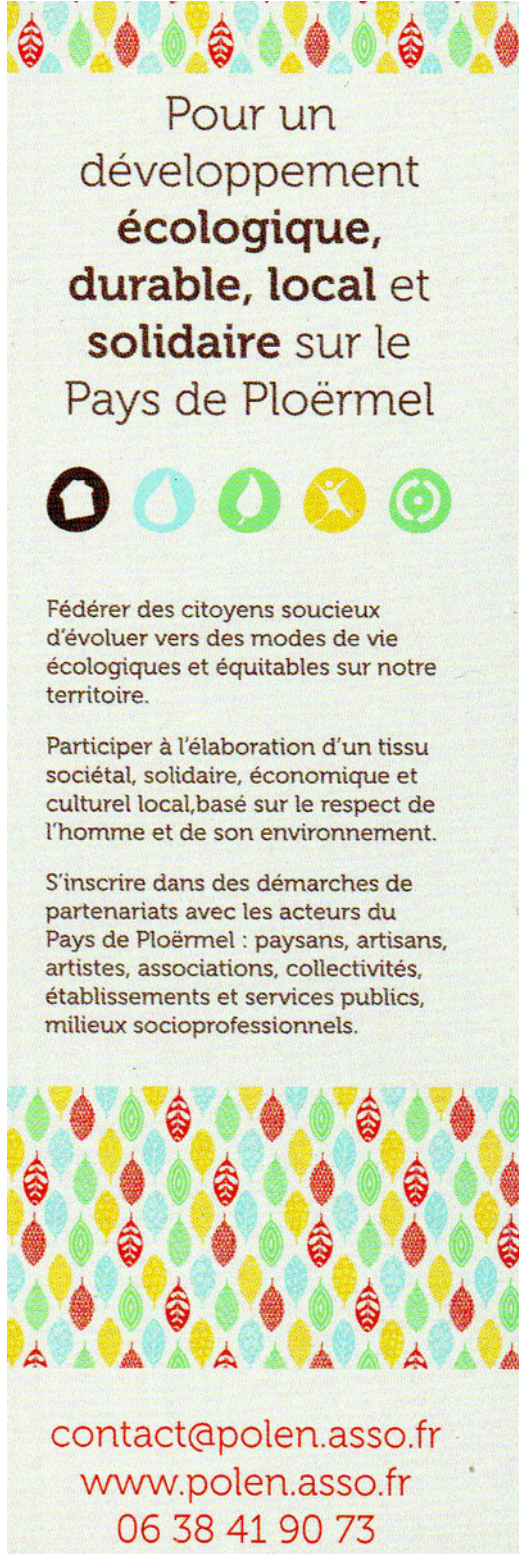 Pour un
développement
écologique,
durable, local et
solidaire sur le
Pays de Ploërmel
Fédérer des citoyens soucieux
d'évoluer vers des modes de vie
écologiques et équitables sur notre
territoire.
Participer à l'élaboration d'un tissu
sociétal, solidaire, économique et
culturel local,basé sur le respect de
l'homme et de son environnement.
S'inscrire dans des démarches de
partenariats avec les acteurs du
Pays de Ploërmel : paysans, artisans,
artistes, associations, collectivités,
établissements et services publics,
milieux socioprofessionnels.
contact@polen.asso.fr
www.polen.asso.fr
06 38 41 90 73